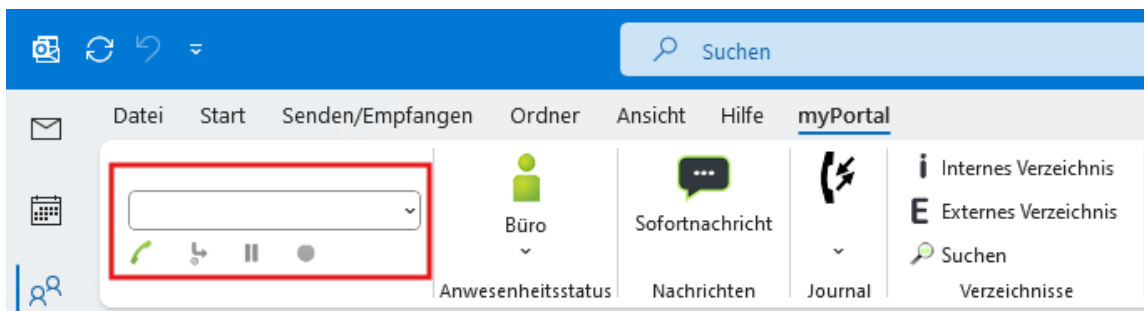 Suchen
Datei Start Senden/Empfangen Ordner Ansicht Hilfe myPortal
Büro
Anwesenheitsstatus
Sofortnachricht
Nachrichten
Journal
i Internes Verzeichnis
E Externes Verzeichnis
Suchen
Verzeichnisse